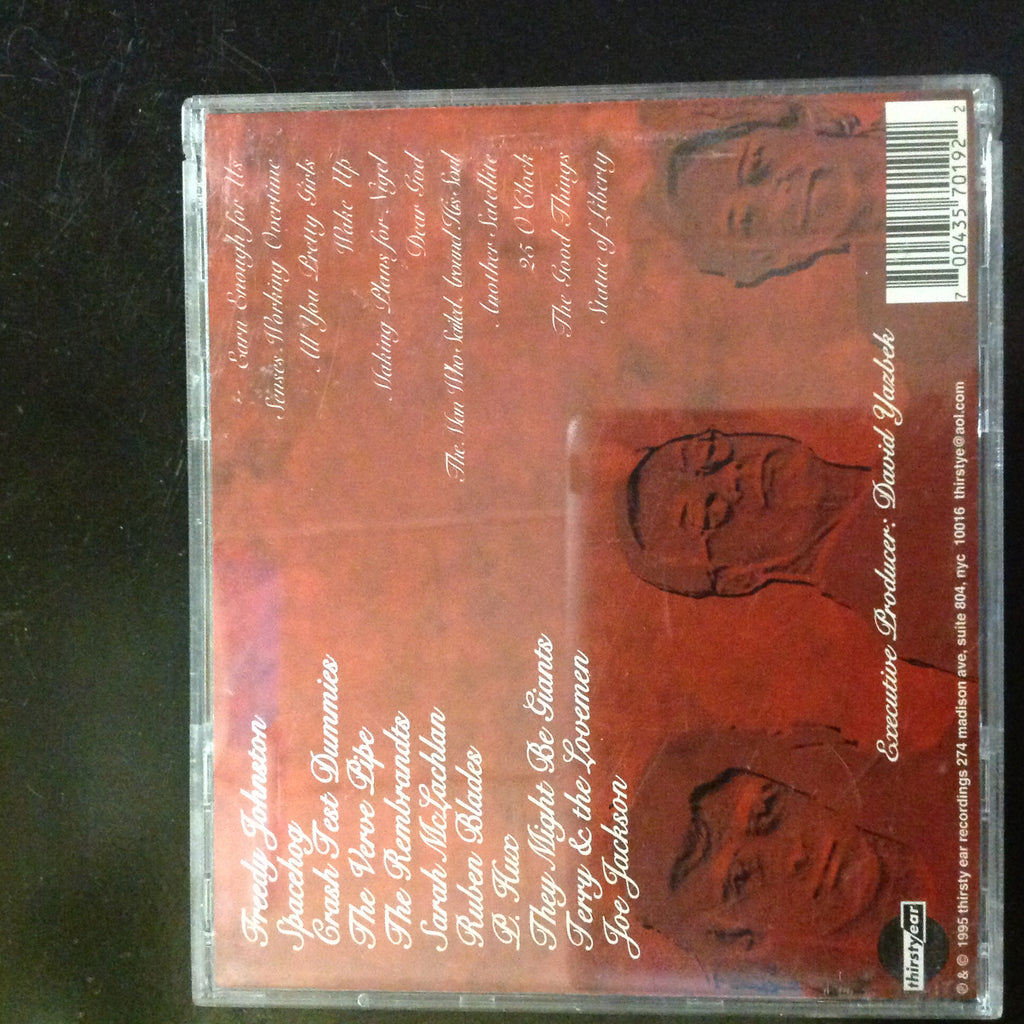 Freedy Johnston
Spacehog
Crash Test Dummies
The Verve Pipe
The Rembrandts
Sarah McLachlan
Ruben Blades
P. Hux
They Might Be Giants
Terry & the Lovemen
Joe Jackson
Earn Enough for Us
Senses Working Overtime
All You Pretty Girls
Wake Up
Making Plans for Nigel
Dear God
The Man Who Sailed Around His Soul
Another Satellite
25 O'Clock
The Good Things
Statue of Liberty
Executive Producer: David Yazbek
7 00435 70192 2
thirstyear
℗ & © 1995 thirsty ear recordings 274 madison ave, suite 804, nyc 10016 thirstye@aol.com